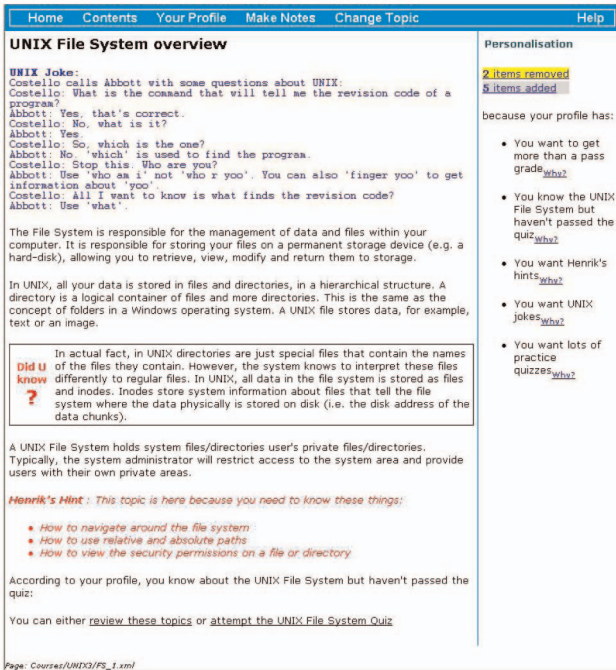 Home Contents Your Profile Make Notes Change Topic Help
UNIX File System overview
UNIX Joke:
Costello calls Abbott with some questions about UNIX:
Costello: What is the command that will tell me the revision code of a
program?
Abbott: Yes, that's correct.
Costello: No, what is it?
Abbott: Yes.
Costello: So, which is the one?
Abbott: No. 'which' is used to find the program.
Costello: Stop this. Who are you?
Abbott: Use 'who am i' not 'who r yoo'. You can also 'finger yoo' to get
information about 'yoo'.
Costello: All I want to know is what finds the revision code?
Abbott: Use 'what'.
The File System is responsible for the management of data and files within your
computer. It is responsible for storing your files on a permanent storage device (e.g. a
hard-disk), allowing you to retrieve, view, modify and return them to storage.
In UNIX, all your data is stored in files and directories, in a hierarchical structure. A
directory is a logical container of files and more directories. This is the same as the
concept of folders in a Windows operating system. A UNIX file stores data, for example,
text or an image.
Did U
know
?
In actual fact, in UNIX directories are just special files that contain the names
of the files they contain. However, the system knows to interpret these files
differently to regular files. In UNIX, all data in the file system is stored as files
and inodes. Inodes store system information about files that tell the file
system where the data physically is stored on disk (i.e. the disk address of the
data chunks).
A UNIX File System holds system files/directories user's private files/directories.
Typically, the system administrator will restrict access to the system area and provide
users with their own private areas.
Henrik's Hint : This topic is here because you need to know these things:
• How to navigate around the file system
• How to use relative and absolute paths
• How to view the security permissions on a file or directory
According to your profile, you know about the UNIX File System but haven't passed the
quiz:
You can either review these topics or attempt the UNIX File System Quiz
Page: Courses/UNIX3/FS_1.xml
Personalisation
2 items removed
5 items added
because your profile has:
• You want to get
more than a pass
grade Why?
• You know the UNIX
File System but
haven't passed the
quiz Why?
• You want Henrik's
hints Why?
• You want UNIX
jokes Why?
• You want lots of
practice
quizzes Why?